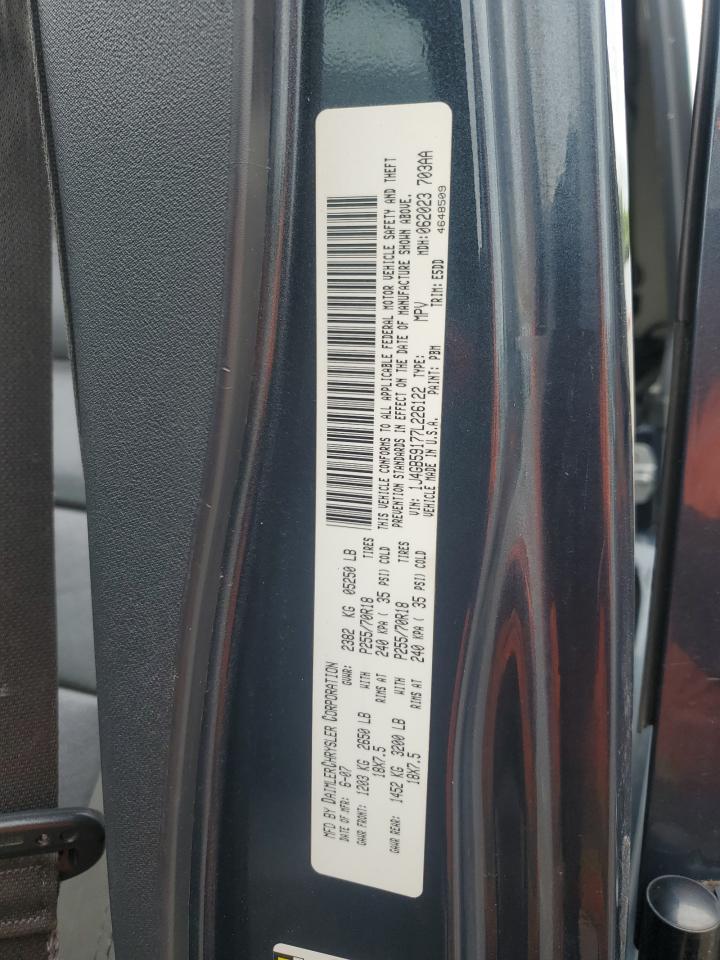 MFD BY DAIMLERCHRYSLER CORPORATION
DATE OF MFR: 6-07 GVWR: 2382 KG 05250 LB
GAWR FRONT: 1203 KG 2650 LB WITH P255/70R18 TIRES
18X7.5 RIMS AT 240 KPA ( 35 PSI) COLD
GAWR REAR: 1452 KG 3200 LB WITH P255/70R18 TIRES
18X7.5 RIMS AT 240 KPA ( 35 PSI) COLD
THIS VEHICLE CONFORMS TO ALL APPLICABLE FEDERAL MOTOR VEHICLE SAFETY AND THEFT
PREVENTION STANDARDS IN EFFECT ON THE DATE OF MANUFACTURE SHOWN ABOVE.
VIN: 1J4GB59177L226122 TYPE: MPV MDH:062023 703AA
VEHICLE MADE IN U.S.A. PAINT: PBM TRIM: E5DD 4648509